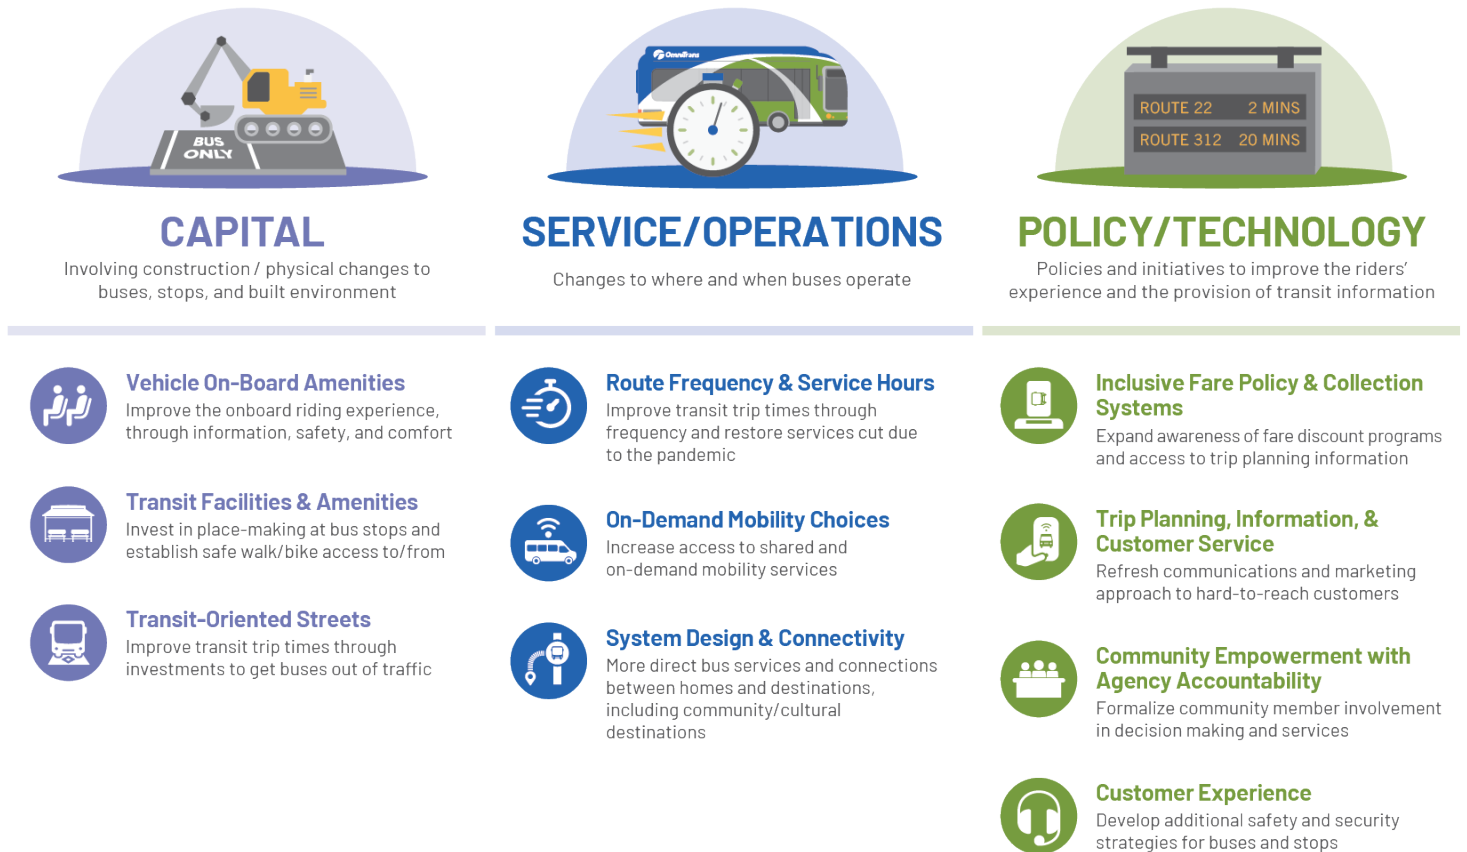 BUS
ONLY
CAPITAL
Involving construction / physical changes to
buses, stops, and built environment
Vehicle On-Board Amenities
Improve the onboard riding experience,
through information, safety, and comfort
Transit Facilities & Amenities
Invest in place-making at bus stops and
establish safe walk/bike access to/from
Transit-Oriented Streets
Improve transit trip times through
investments to get buses out of traffic
OmniTrans
SERVICE/OPERATIONS
Changes to where and when buses operate
Route Frequency & Service Hours
Improve transit trip times through
frequency and restore services cut due
to the pandemic
On-Demand Mobility Choices
Increase access to shared and
on-demand mobility services
System Design & Connectivity
More direct bus services and connections
between homes and destinations,
including community/cultural
destinations
ROUTE 22 2 MINS
ROUTE 312 20 MINS
POLICY/TECHNOLOGY
Policies and initiatives to improve the riders’
experience and the provision of transit information
Inclusive Fare Policy & Collection
Systems
Expand awareness of fare discount programs
and access to trip planning information
Trip Planning, Information, &
Customer Service
Refresh communications and marketing
approach to hard-to-reach customers
Community Empowerment with
Agency Accountability
Formalize community member involvement
in decision making and services
Customer Experience
Develop additional safety and security
strategies for buses and stops